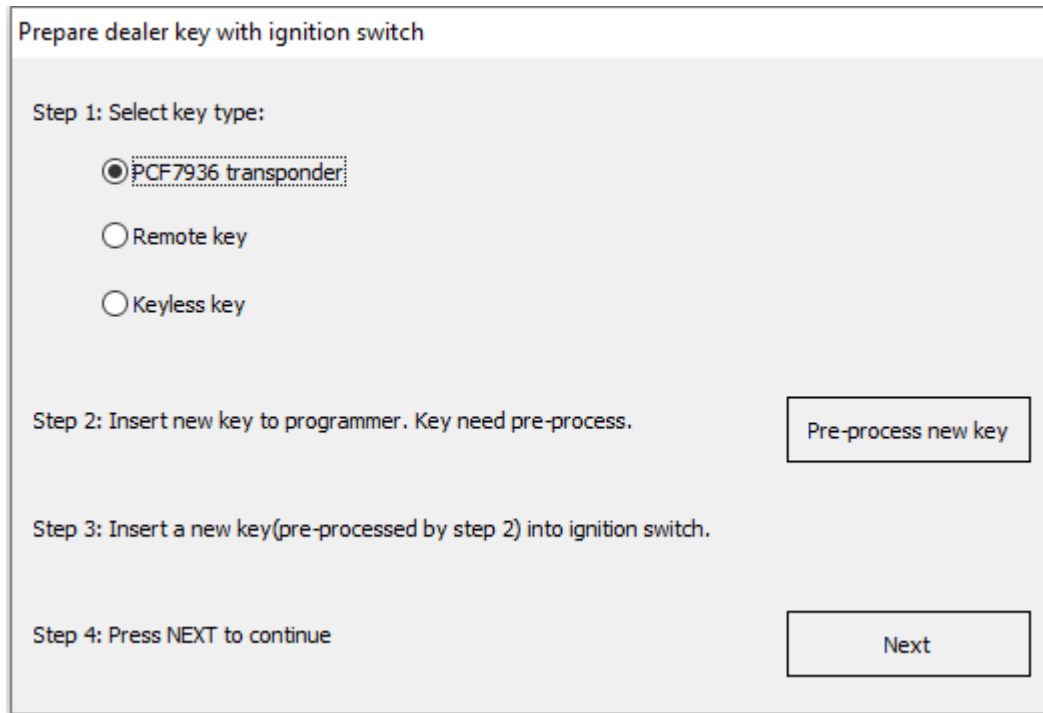 Prepare dealer key with ignition switch
Step 1: Select key type:
PCF7936 transponder
Remote key
Keyless key
Step 2: Insert new key to programmer. Key need pre-process.
Pre-process new key
Step 3: Insert a new key(pre-processed by step 2) into ignition switch.
Step 4: Press NEXT to continue
Next